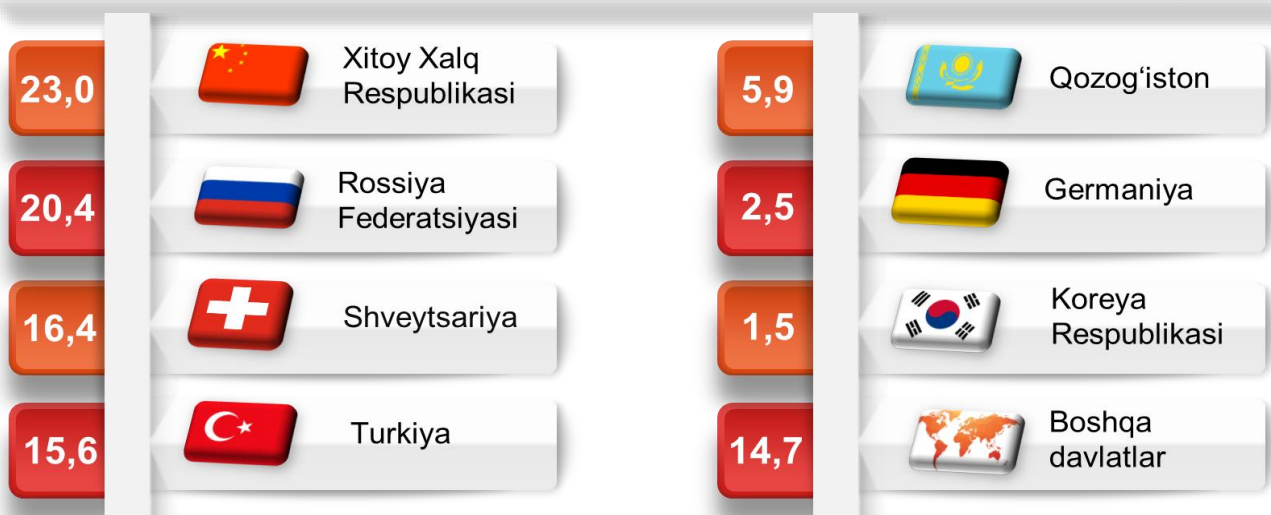 23,0
Xitoy Xalq
Respublikasi
20,4
Rossiya
Federatsiyasi
16,4
Shveytsariya
15,6
Turkiya
5,9
Qozog‘iston
2,5
Germaniya
1,5
Koreya
Respublikasi
14,7
Boshqa
davlatlar